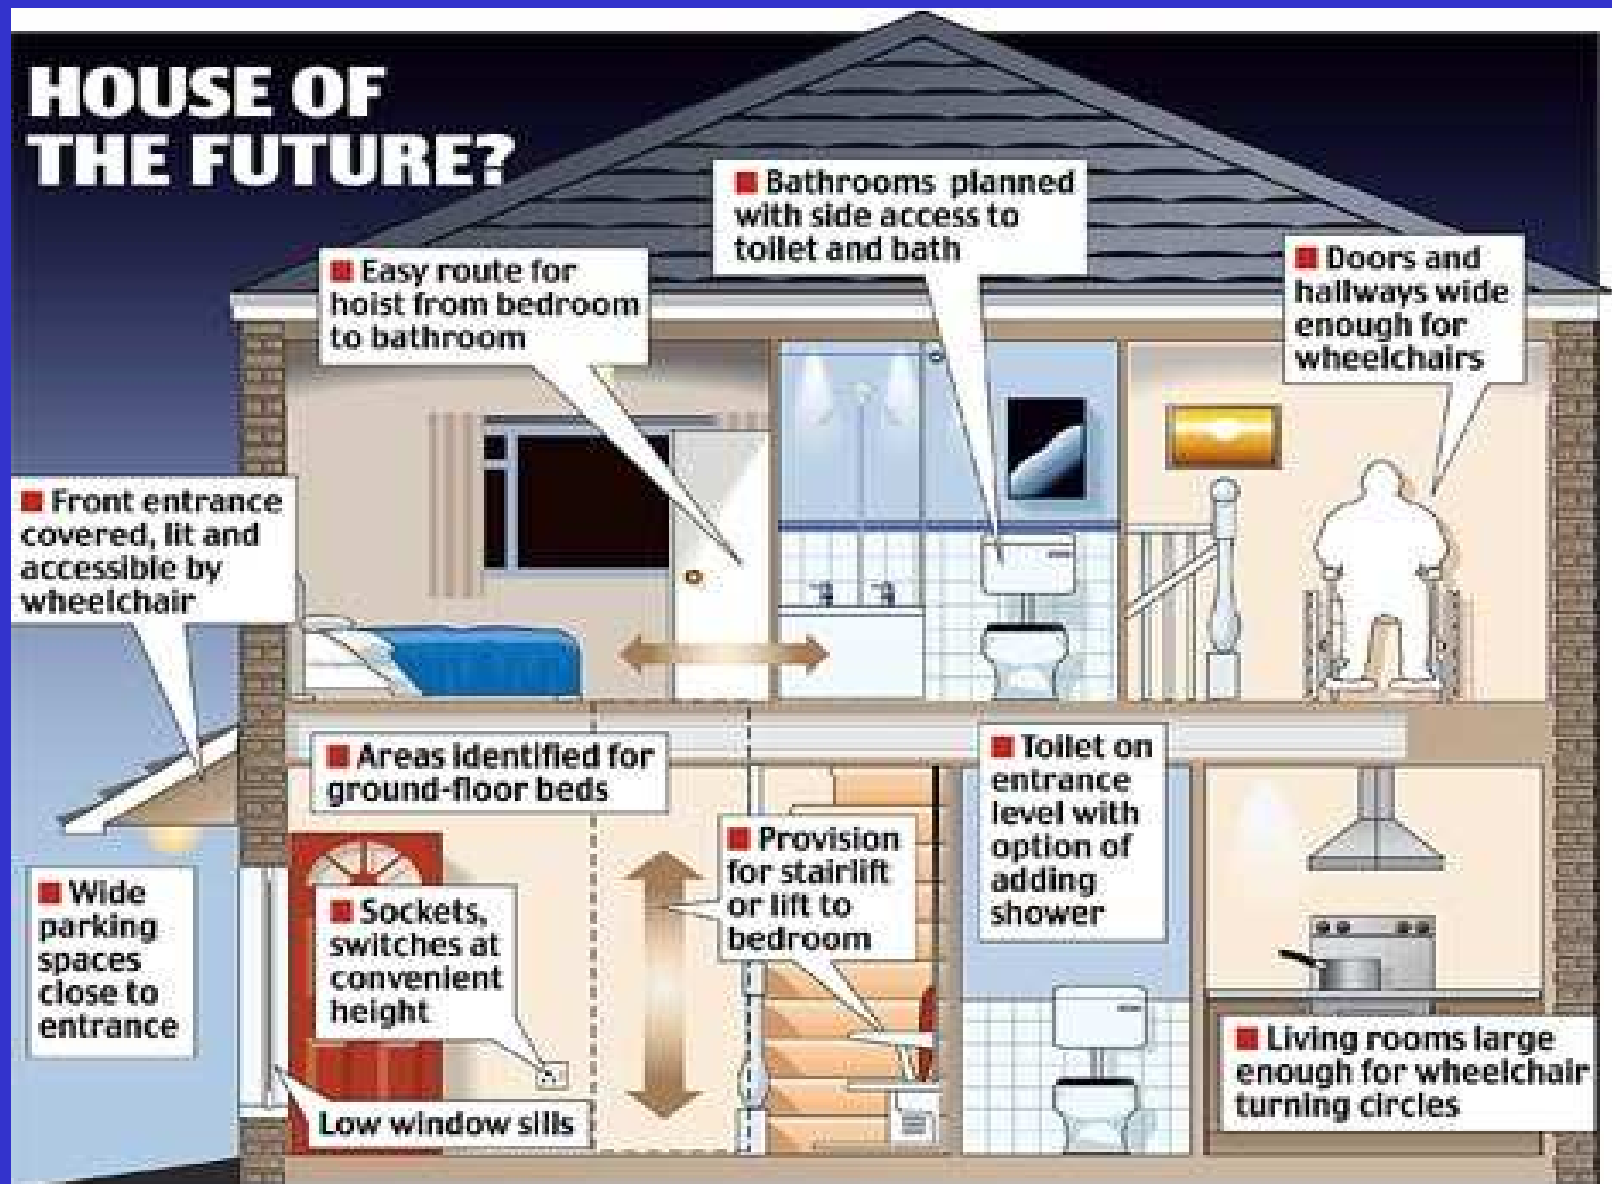 HOUSE OF
THE FUTURE?
■ Bathrooms planned
with side access to
toilet and bath
■ Easy route for
hoist from bedroom
to bathroom
■ Doors and
hallways wide
enough for
wheelchairs
■ Front entrance
covered, lit and
accessible by
wheelchair
■ Areas identified for
ground-floor beds
■ Toilet on
entrance
level with
option of
adding
shower
■ Provision
for stairlift
or lift to
bedroom
■ Wide
parking
spaces
close to
entrance
■ Sockets,
switches at
convenient
height
■ Living rooms large
enough for wheelchair
turning circles
Low window sills